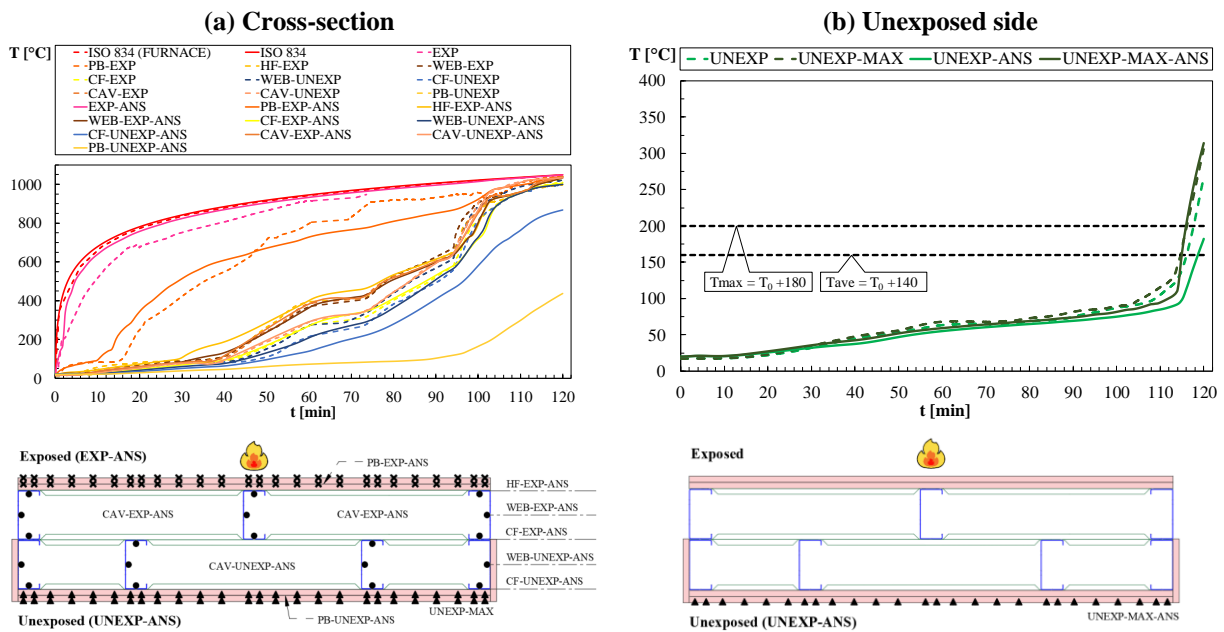 (a) Cross-section
T [°C]
ISO 834 (FURNACE) ISO 834 EXP
PB-EXP HF-EXP WEB-EXP
CF-EXP WEB-UNEXP CF-UNEXP
CAV-EXP CAV-UNEXP PB-UNEXP
EXP-ANS PB-EXP-ANS HF-EXP-ANS
WEB-EXP-ANS CF-EXP-ANS WEB-UNEXP-ANS
CF-UNEXP-ANS CAV-EXP-ANS CAV-UNEXP-ANS
PB-UNEXP-ANS
1000
800
600
400
200
0
0 10 20 30 40 50 60 70 80 90 100 110 120
t [min]
Exposed (EXP-ANS)
PB-EXP-ANS
HF-EXP-ANS
CAV-EXP-ANS CAV-EXP-ANS WEB-EXP-ANS
CF-EXP-ANS
CAV-UNEXP-ANS WEB-UNEXP-ANS
CF-UNEXP-ANS
UNEXP-MAX
Unexposed (UNEXP-ANS) PB-UNEXP-ANS
(b) Unexposed side
T [°C]
UNEXP UNEXP-MAX UNEXP-ANS UNEXP-MAX-ANS
400
350
300
250
200
150
100
50
0
Tmax = T0 +180 Tave = T0 +140
0 10 20 30 40 50 60 70 80 90 100 110 120
t [min]
Exposed
UNEXP-MAX-ANS
Unexposed (UNEXP-ANS)